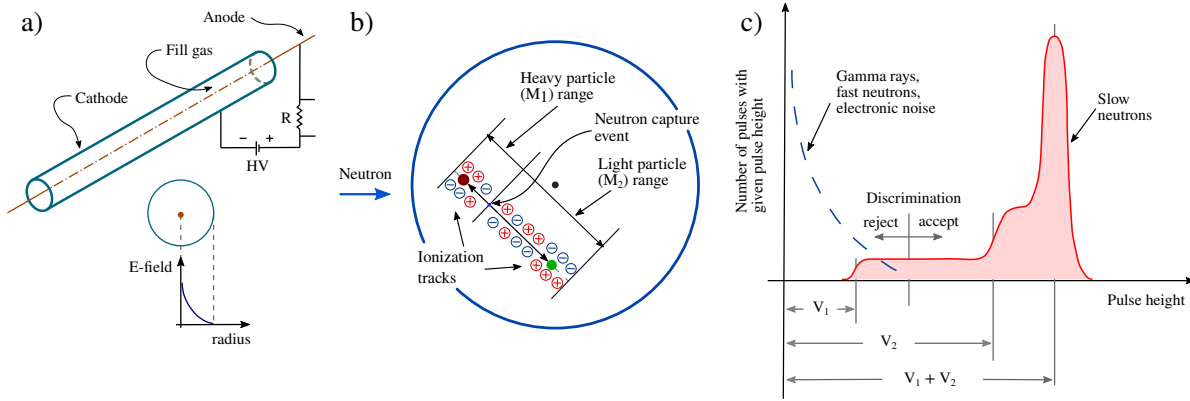 a)
Anode
Fill gas
Cathode
R
− +
HV
E-field
radius
b)
Heavy particle
(M1) range
Neutron capture
event
Light particle
(M2) range
Neutron
Ionization
tracks
c)
Number of pulses with
given pulse height
Gamma rays,
fast neutrons,
electronic noise
Slow
neutrons
Discrimination
reject accept
Pulse height
V1
V2
V1 + V2